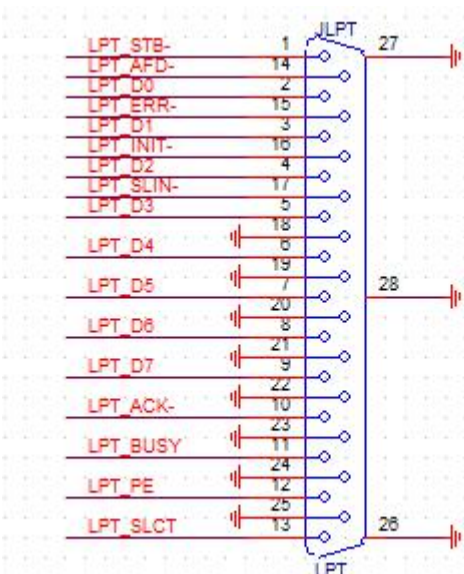 JLPT
LPT_STB- 1 27
LPT_AFD- 14
LPT_D0 2
LPT_ERR- 15
LPT_D1 3
LPT_INIT- 16
LPT_D2 4
LPT_SLIN- 17
LPT_D3 5
18
LPT_D4 6
19
LPT_D5 7 28
20
LPT_D6 8
21
LPT_D7 9
22
LPT_ACK- 10
23
LPT_BUSY 11
24
LPT_PE 12
25
LPT_SLCT 13 26
LPT